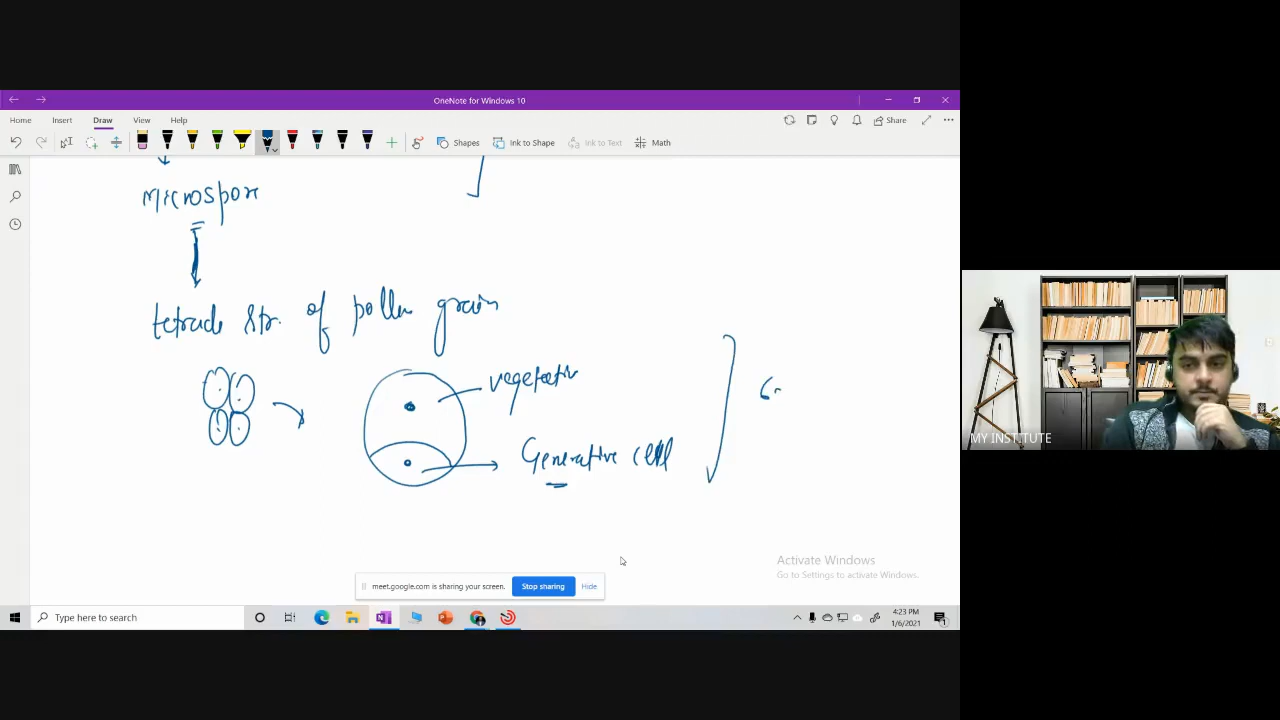 OneNote for Windows 10
Home Insert Draw View Help
Share
Shapes Ink to Shape Ink to Text Math
Microspore
tetrade str. of pollen grain
vegetative
Generative cell
MY INSTITUTE
Activate Windows
Go to Settings to activate Windows.
meet.google.com is sharing your screen. Stop sharing Hide
Type here to search
4:23 PM
1/6/2021